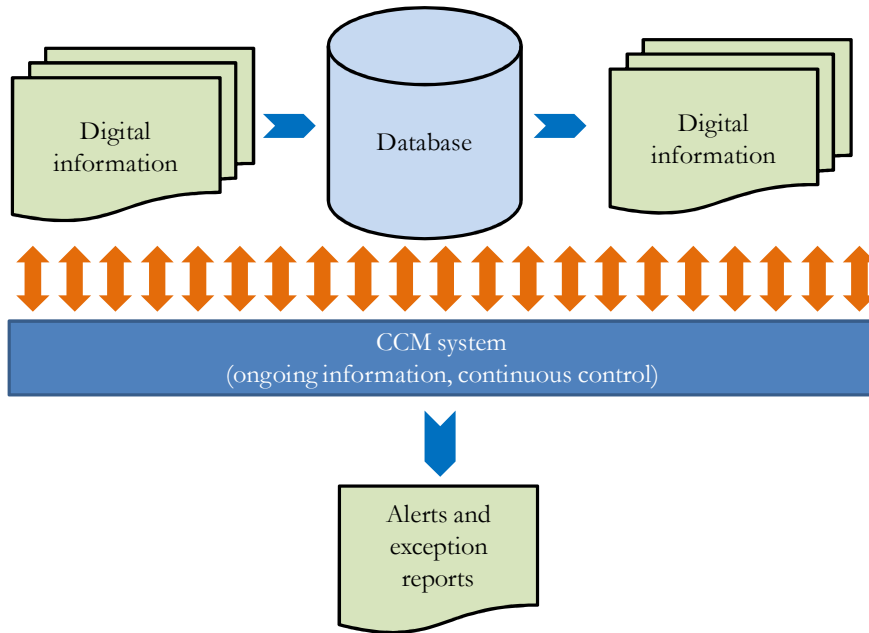 Digital
information
Database
Digital
information
CCM system
(ongoing information, continuous control)
Alerts and
exception
reports